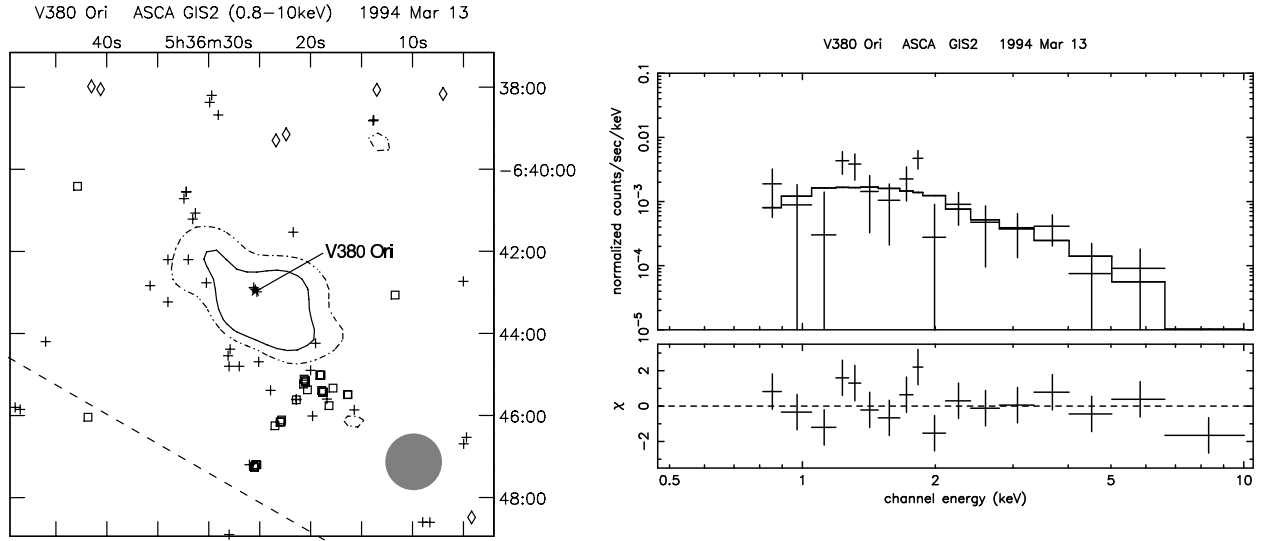 V380 Ori ASCA GIS2 (0.8−10keV) 1994 Mar 13
40s 5h36m30s 20s 10s
38:00
−6:40:00
42:00
V380 Ori
44:00
46:00
48:00
V380 Ori ASCA GIS2 1994 Mar 13
normalized counts/sec/keV
0.1
0.01
10−3
10−4
10−5
χ
2
0
−2
0.5 1 2 5 10
channel energy (keV)